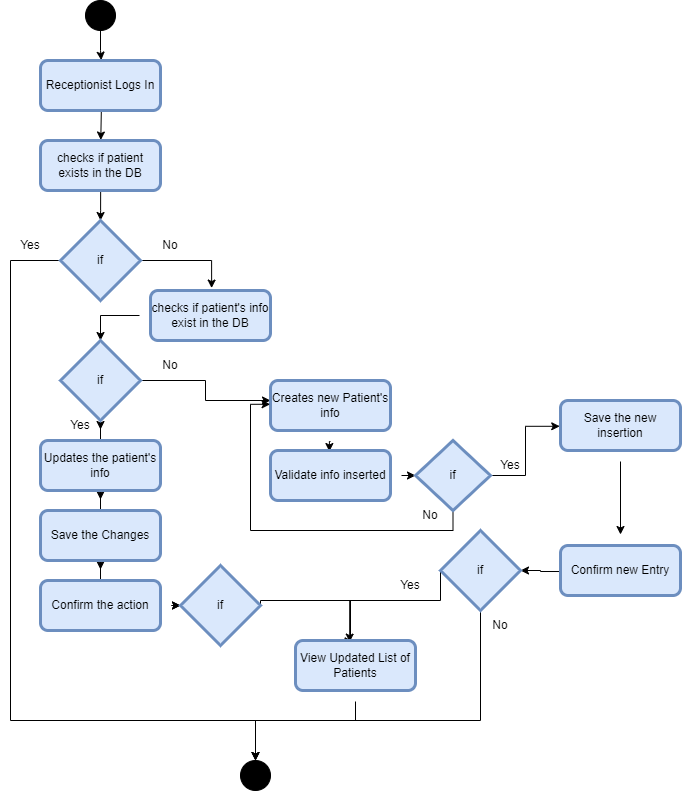 Receptionist Logs In
checks if patient
exists in the DB
Yes
No
if
checks if patient's info
exist in the DB
No
if
Yes
Creates new Patient's
info
Save the new
insertion
Updates the patient's
info
Validate info inserted
if
Yes
No
Save the Changes
Confirm new Entry
if
Yes
No
Confirm the action
if
View Updated List of
Patients